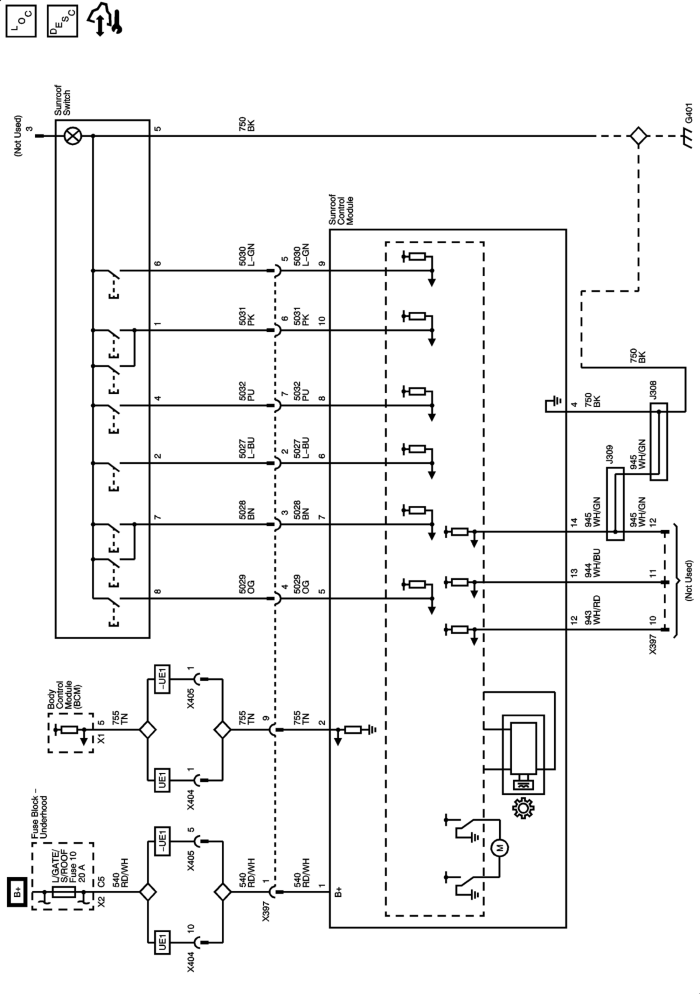 LOC
DESC
B+
Fuse Block –
Underhood
L/GATE/
S/ROOF
Fuse 10
20 A
X2
C5
540
RD/WH
UE1
–UE1
10
X404
5
X405
540
RD/WH
1
X397
540
RD/WH
1
B+
Body
Control
Module
(BCM)
X1
5
755
TN
UE1
–UE1
1
X404
1
X405
755
TN
9
755
TN
2
Sunroof
Switch
(Not Used)
3
8
7
2
4
1
6
5
5029
OG
5028
BN
5027
L-BU
5032
PU
5031
PK
5030
L-GN
750
BK
4
3
2
7
6
5
5029
OG
5028
BN
5027
L-BU
5032
PU
5031
PK
5030
L-GN
5
7
6
8
10
9
Sunroof
Control
Module
M
12
13
14
4
943
WH/RD
944
WH/BU
945
WH/GN
750
BK
J309
945
WH/GN
J308
750
BK
945
WH/GN
X397
10
11
12
(Not Used)
G401